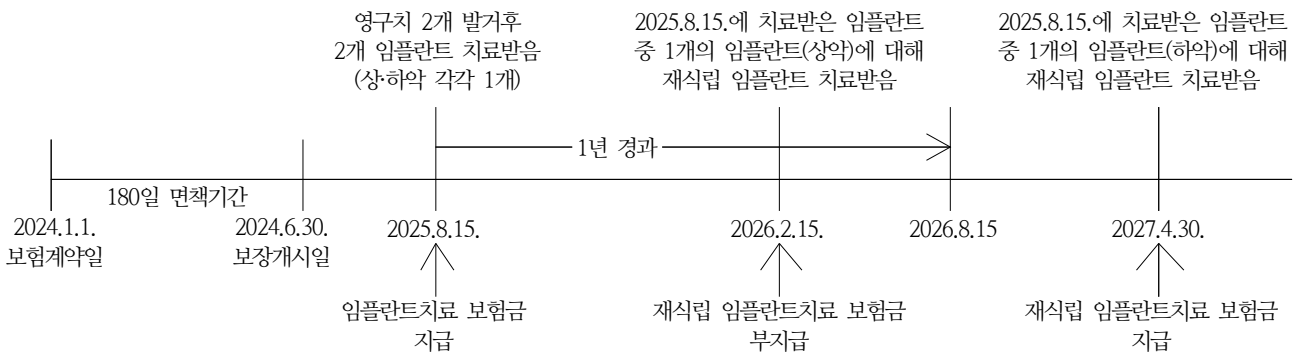 영구치 2개 발거후
2개 임플란트 치료받음
(상·하악 각각 1개)
2025.8.15.에 치료받은 임플란트
중 1개의 임플란트(상악)에 대해
재식립 임플란트 치료받음
2025.8.15.에 치료받은 임플란트
중 1개의 임플란트(하악)에 대해
재식립 임플란트 치료받음
1년 경과
180일 면책기간
2024.1.1.
보험계약일
2024.6.30.
보장개시일
2025.8.15.
2026.2.15.
2026.8.15
2027.4.30.
임플란트치료 보험금
지급
재식립 임플란트치료 보험금
부지급
재식립 임플란트치료 보험금
지급